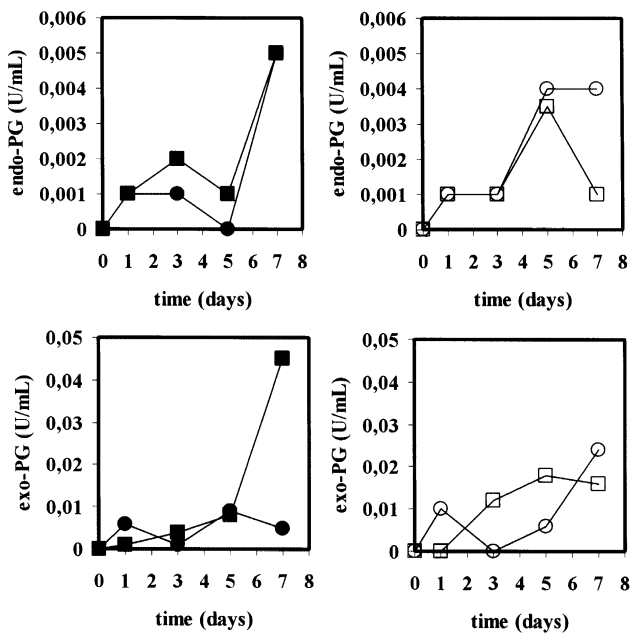 endo-PG (U/mL)
0,006
0,005
0,004
0,003
0,002
0,001
0
0 1 2 3 4 5 6 7 8
time (days)
endo-PG (U/mL)
0,006
0,005
0,004
0,003
0,002
0,001
0
0 1 2 3 4 5 6 7 8
time (days)
exo-PG (U/mL)
0,05
0,04
0,03
0,02
0,01
0
0 1 2 3 4 5 6 7 8
time (days)
exo-PG (U/mL)
0,05
0,04
0,03
0,02
0,01
0
0 1 2 3 4 5 6 7 8
time (days)